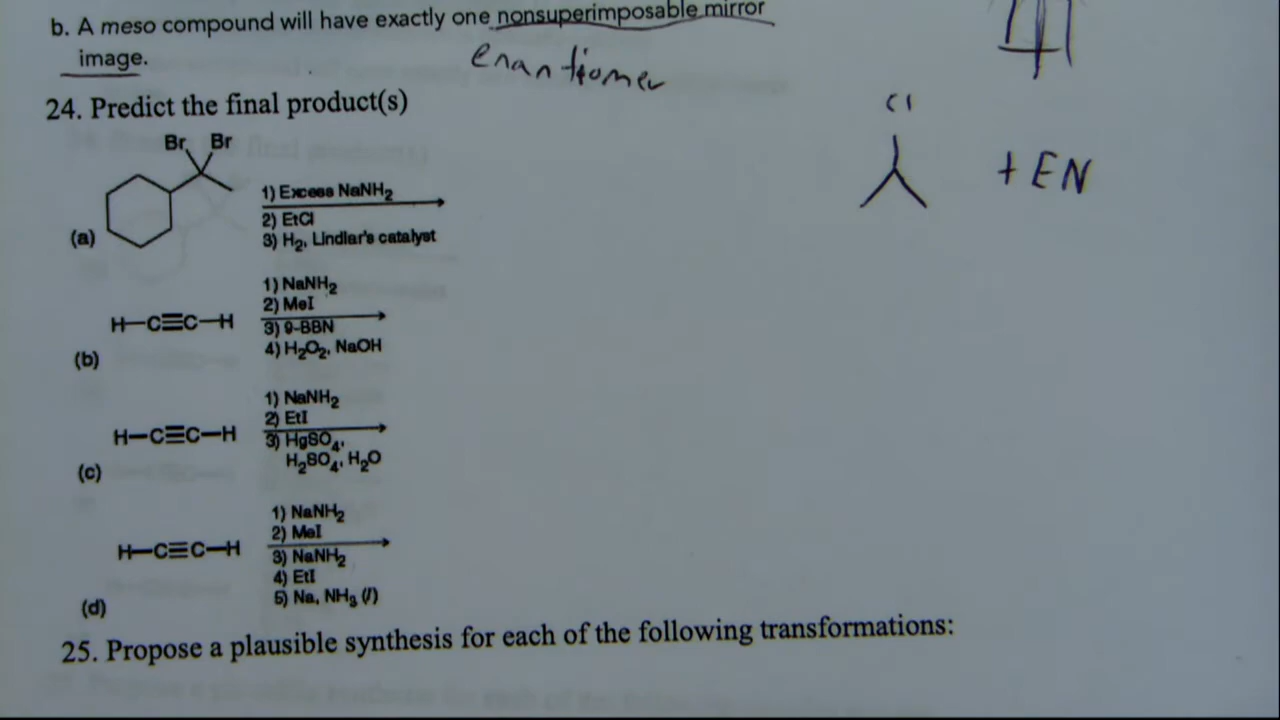 b. A meso compound will have exactly one nonsuperimposable mirror
image.
enantiomer
24. Predict the final product(s)
Br Br
1) Excess NaNH2
2) EtCl
3) H2, Lindlar's catalyst
(a)
H-C≡C-H
1) NaNH2
2) MeI
3) 9-BBN
4) H2O2, NaOH
(b)
H-C≡C-H
1) NaNH2
2) EtI
3) HgSO4,
H2SO4, H2O
(c)
H-C≡C-H
1) NaNH2
2) MeI
3) NaNH2
4) EtI
5) Na, NH3 (l)
(d)
25. Propose a plausible synthesis for each of the following transformations:
Cl
+ EN